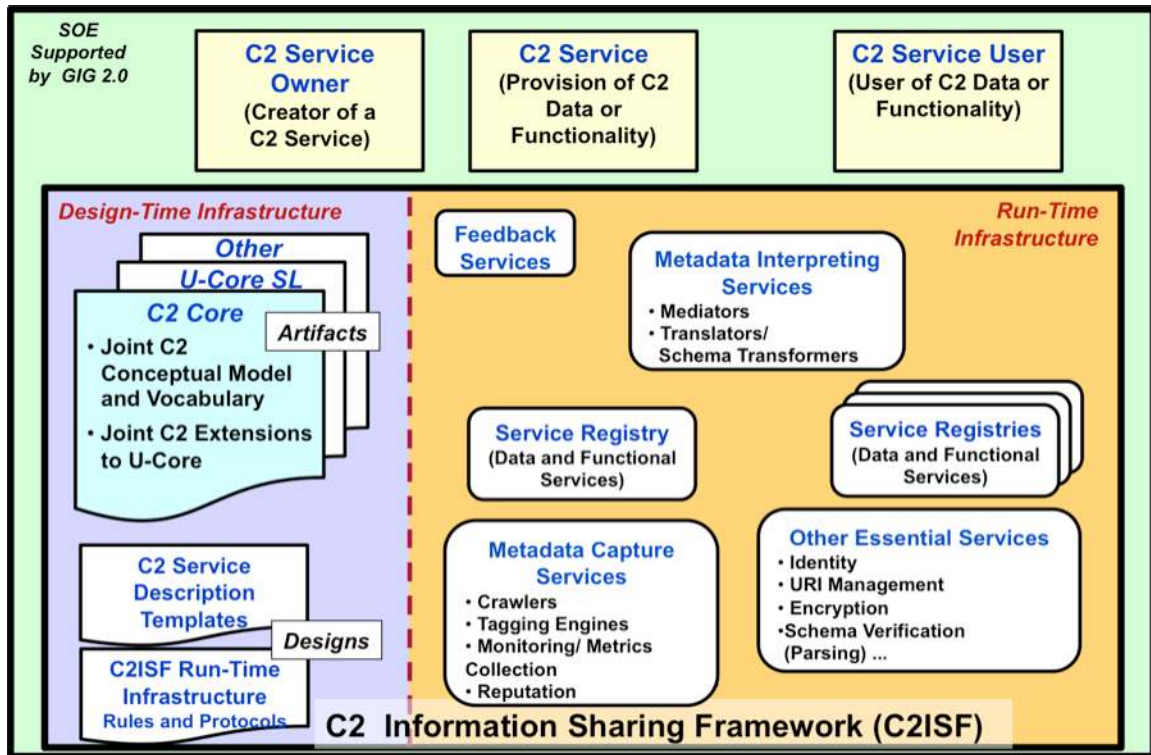 SOE
Supported
by GIG 2.0
C2 Service
Owner
(Creator of a
C2 Service)
C2 Service
(Provision of C2
Data or
Functionality)
C2 Service User
(User of C2 Data or
Functionality)
Design-Time Infrastructure
Other
U-Core SL
C2 Core
Artifacts
• Joint C2
Conceptual Model
and Vocabulary
• Joint C2 Extensions
to U-Core
C2 Service
Description
Templates
Designs
C2ISF Run-Time
Infrastructure
Rules and Protocols
Run-Time
Infrastructure
Feedback
Services
Metadata Interpreting
Services
• Mediators
• Translators/
Schema Transformers
Service Registry
(Data and Functional
Services)
Service Registries
(Data and Functional
Services)
Metadata Capture
Services
• Crawlers
• Tagging Engines
• Monitoring/ Metrics
Collection
• Reputation
Other Essential Services
• Identity
• URI Management
• Encryption
•Schema Verification
(Parsing) ...
C2 Information Sharing Framework (C2ISF)